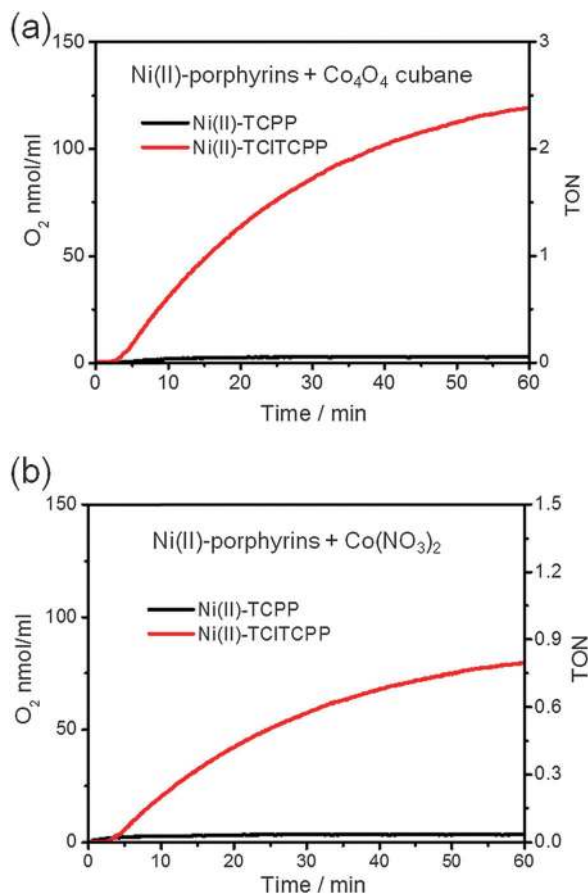 (a)
150
3
Ni(II)-porphyrins + Co₄O₄ cubane
Ni(II)-TCPP
Ni(II)-TClTCPP
100
2
O₂ nmol/ml
TON
50
1
0
0
0 10 20 30 40 50 60
Time / min
(b)
150
1.5
Ni(II)-porphyrins + Co(NO₃)₂
1.2
Ni(II)-TCPP
Ni(II)-TClTCPP
100
0.9
O₂ nmol/ml
TON
0.6
50
0.3
0
0.0
0 10 20 30 40 50 60
Time / min